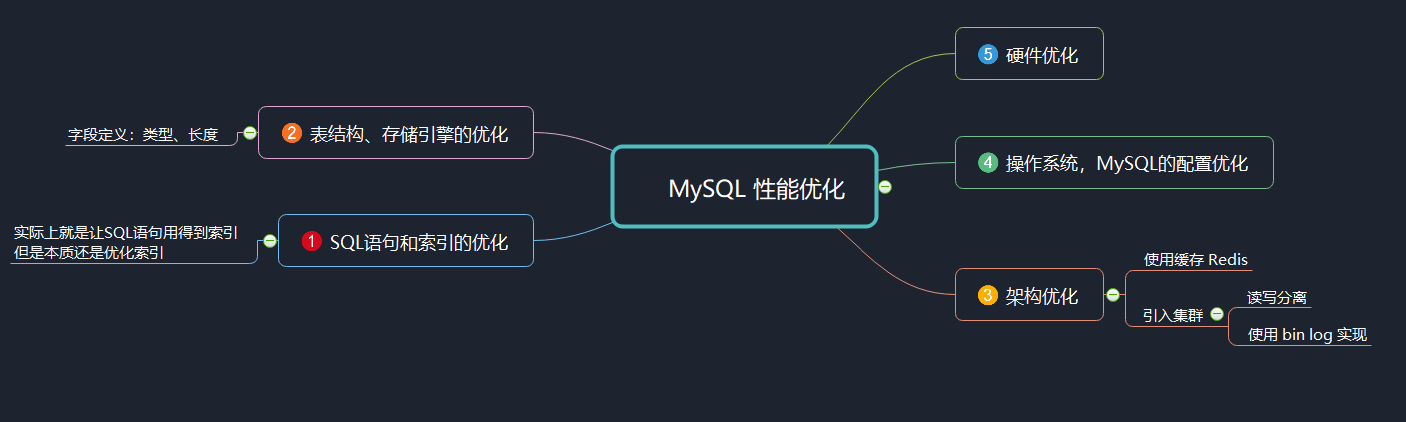 MySQL 性能优化
1 SQL语句和索引的优化
实际上就是让SQL语句用得到索引
但是本质还是优化索引
2 表结构、存储引擎的优化
字段定义：类型、长度
3 架构优化
使用缓存 Redis
引入集群
读写分离
使用 bin log 实现
4 操作系统，MySQL的配置优化
5 硬件优化